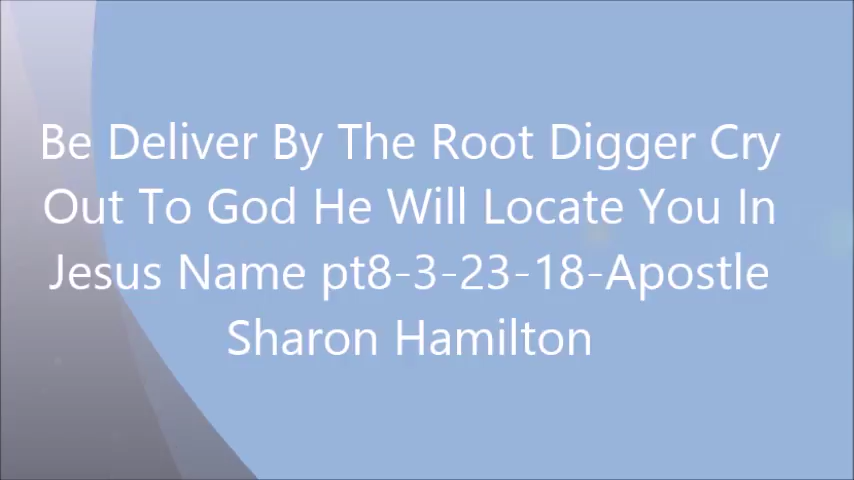 Be Deliver By The Root Digger Cry
Out To God He Will Locate You In
Jesus Name pt8-3-23-18-Apostle
Sharon Hamilton